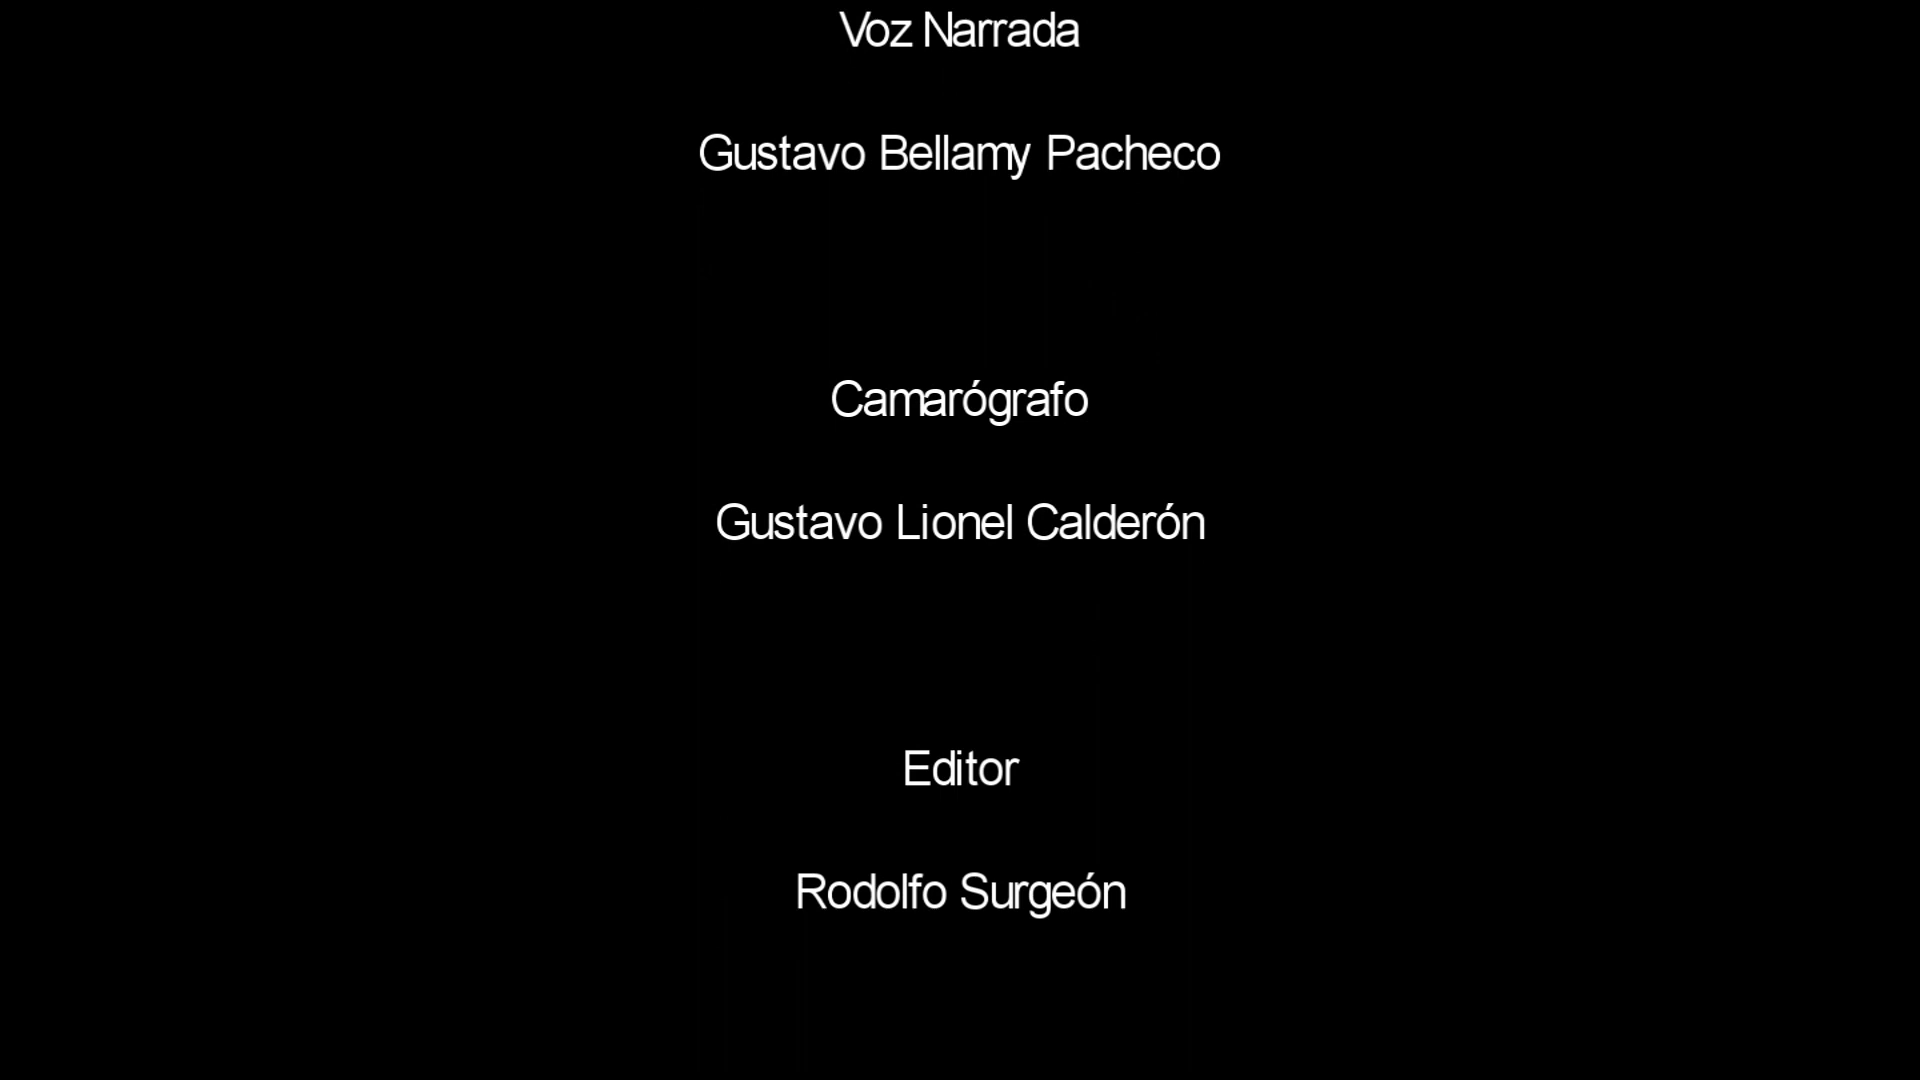 Voz Narrada
Gustavo Bellamy Pacheco
Camarógrafo
Gustavo Lionel Calderón
Editor
Rodolfo Surgeón